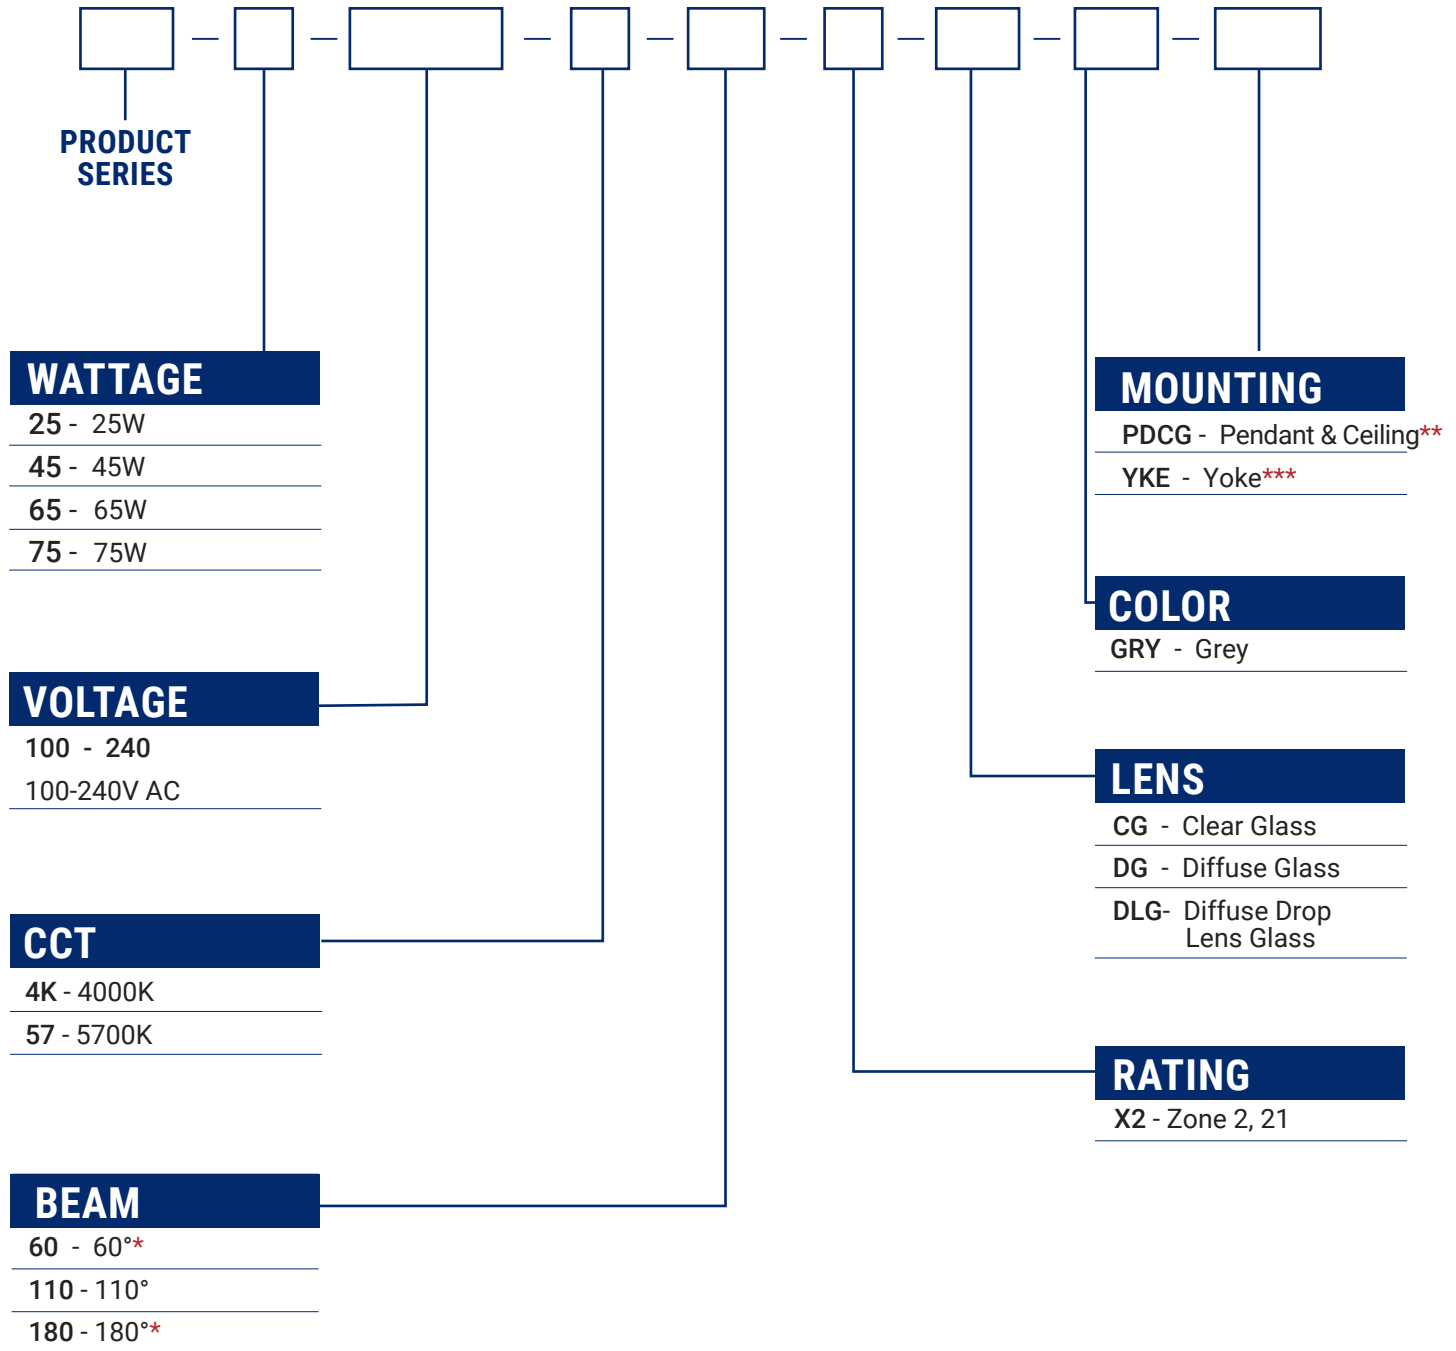 PRODUCT
SERIES
WATTAGE
25 - 25W
45 - 45W
65 - 65W
75 - 75W
VOLTAGE
100 - 240
100-240V AC
CCT
4K - 4000K
57 - 5700K
BEAM
60 - 60°*
110 - 110°
180 - 180°*
MOUNTING
PDCG - Pendant & Ceiling**
YKE - Yoke***
COLOR
GRY - Grey
LENS
CG - Clear Glass
DG - Diffuse Glass
DLG- Diffuse Drop
Lens Glass
RATING
X2 - Zone 2, 21